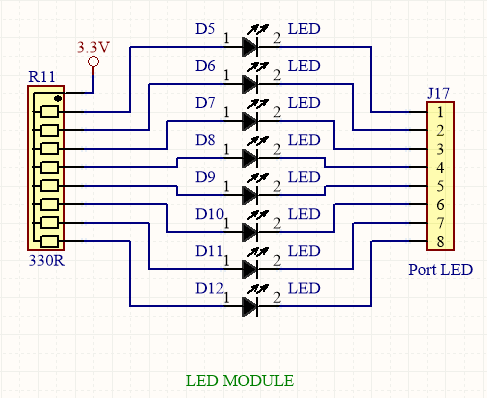 D5 1 2 LED
3.3V
D6 1 2 LED
R11
D7 1 2 LED
J17
1
D8 1 2 LED
2
3
D9 1 2 LED
4
5
D10 1 2 LED
6
D11 1 2 LED
7
8
330R
Port LED
D12 1 2 LED
LED MODULE